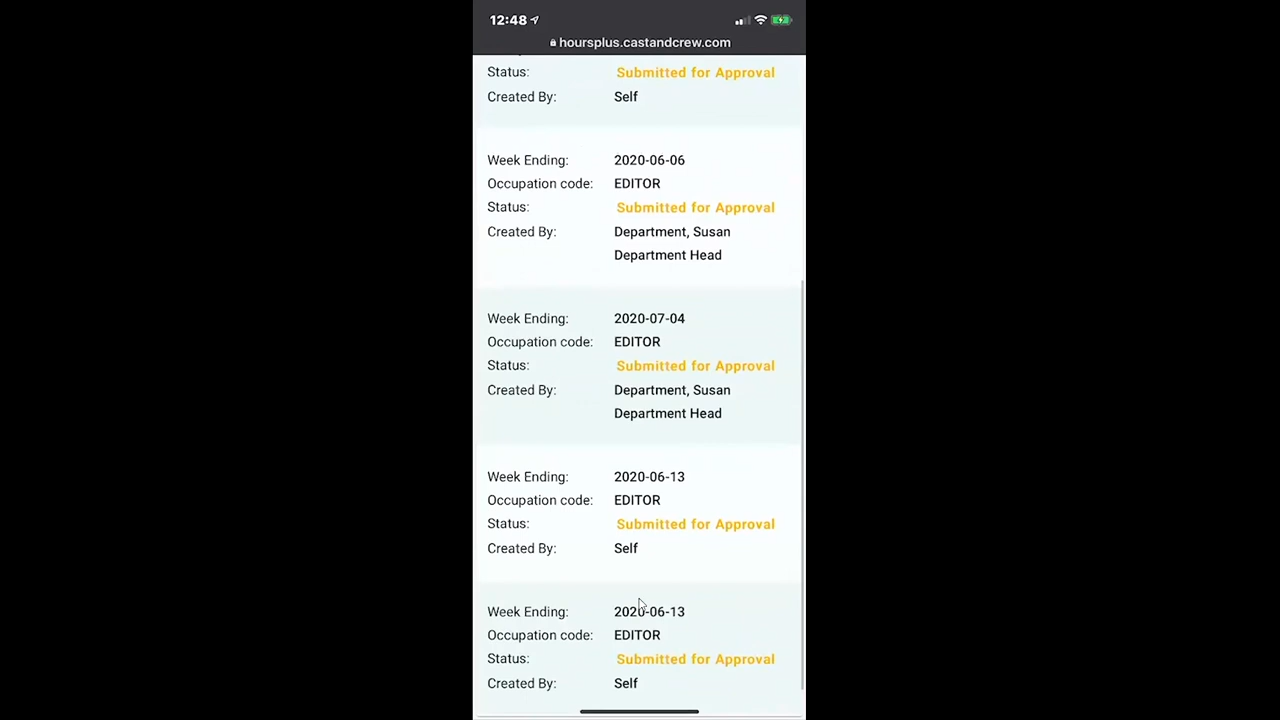 12:48
hoursplus.castandcrew.com
Status: Submitted for Approval
Created By: Self
Week Ending: 2020-06-06
Occupation code: EDITOR
Status: Submitted for Approval
Created By: Department, Susan
Department Head
Week Ending: 2020-07-04
Occupation code: EDITOR
Status: Submitted for Approval
Created By: Department, Susan
Department Head
Week Ending: 2020-06-13
Occupation code: EDITOR
Status: Submitted for Approval
Created By: Self
Week Ending: 2020-06-13
Occupation code: EDITOR
Status: Submitted for Approval
Created By: Self